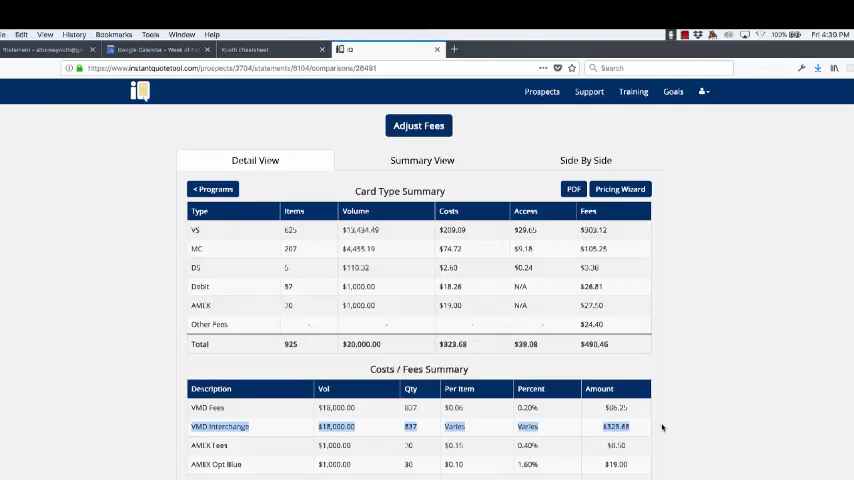 Edit View History Bookmarks Tools Window Help 100% Fri 4:39 PM
Google Calendar - Week of Xpath cheatsheet iQ
https://www.instantquotetool.com/prospects/3704/statements/6104/comparisons/26481 Search
iQ Prospects Support Training Goals
Adjust Fees
Detail View Summary View Side By Side
< Programs Card Type Summary PDF Pricing Wizard
Type Items Volume Costs Access Fees
VS 625 $13,434.49 $209.09 $29.65 $303.12
MC 207 $4,455.19 $74.72 $9.18 $105.25
DS 5 $110.32 $2.60 $0.24 $3.38
Debit 57 $1,000.00 $18.26 N/A $26.81
AMEX 30 $1,000.00 $19.00 N/A $27.50
Other Fees - - - - $24.40
Total 925 $20,000.00 $323.68 $39.08 $490.46
Costs / Fees Summary
Description Vol Qty Per Item Percent Amount
VMD Fees $18,000.00 837 $0.06 0.20% $86.25
VMD Interchange $18,000.00 837 Varies Varies $323.68
AMEX Fees $1,000.00 30 $0.15 0.40% $8.50
AMEX Opt Blue $1,000.00 30 $0.10 1.60% $19.00